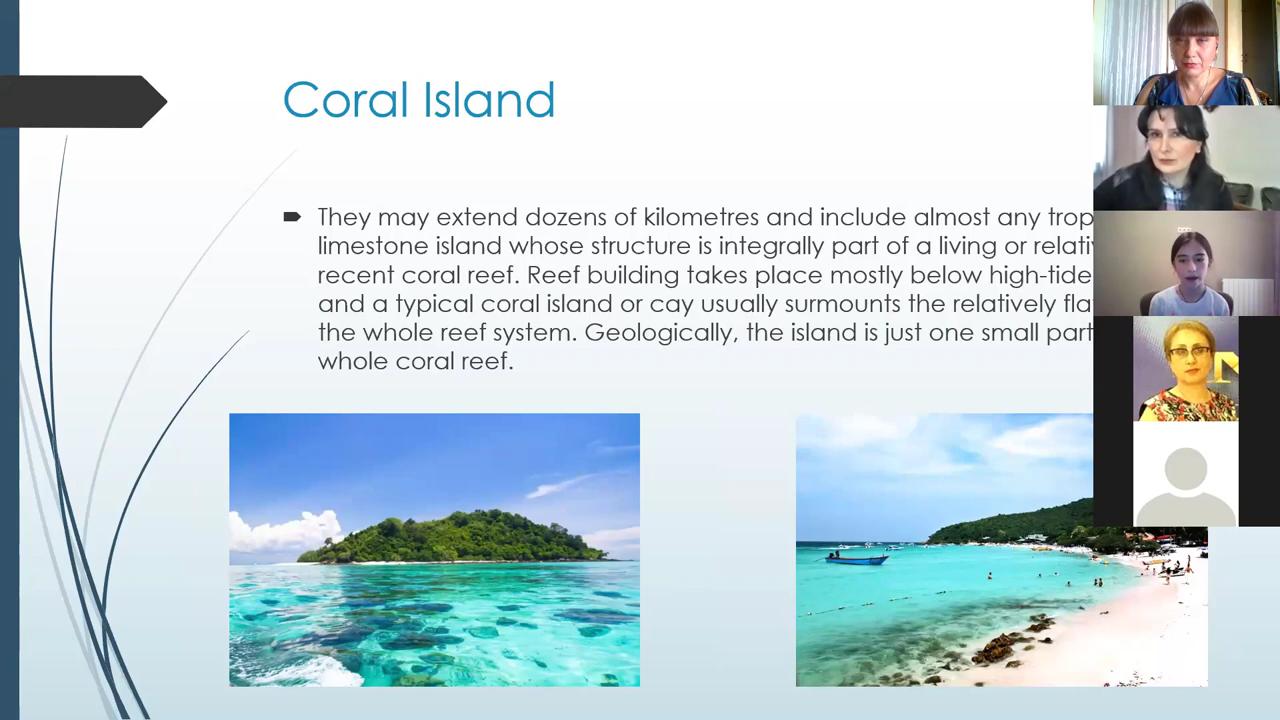 Coral Island
They may extend dozens of kilometres and include almost any
limestone island whose structure is integrally part of a living or
recent coral reef. Reef building takes place mostly below high-tide
and a typical coral island or cay usually surmounts the relatively
the whole reef system. Geologically, the island is just one small part
whole coral reef.